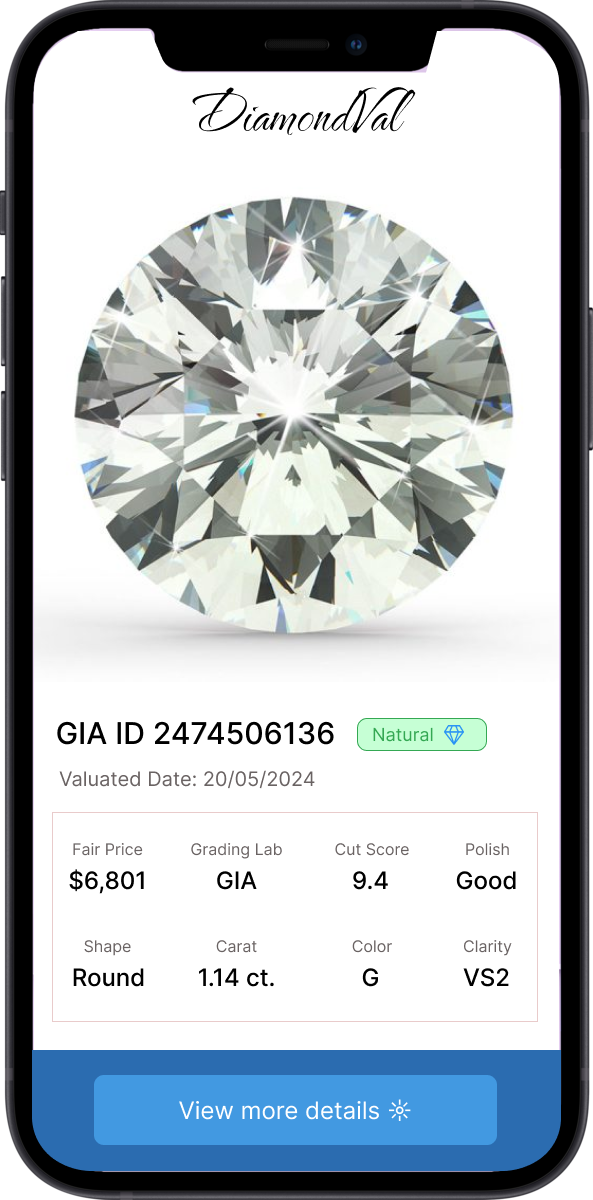 DiamondVal
GIA ID 2474506136 Natural
Valuated Date: 20/05/2024
Fair Price Grading Lab Cut Score Polish
$6,801 GIA 9.4 Good
Shape Carat Color Clarity
Round 1.14 ct. G VS2
View more details